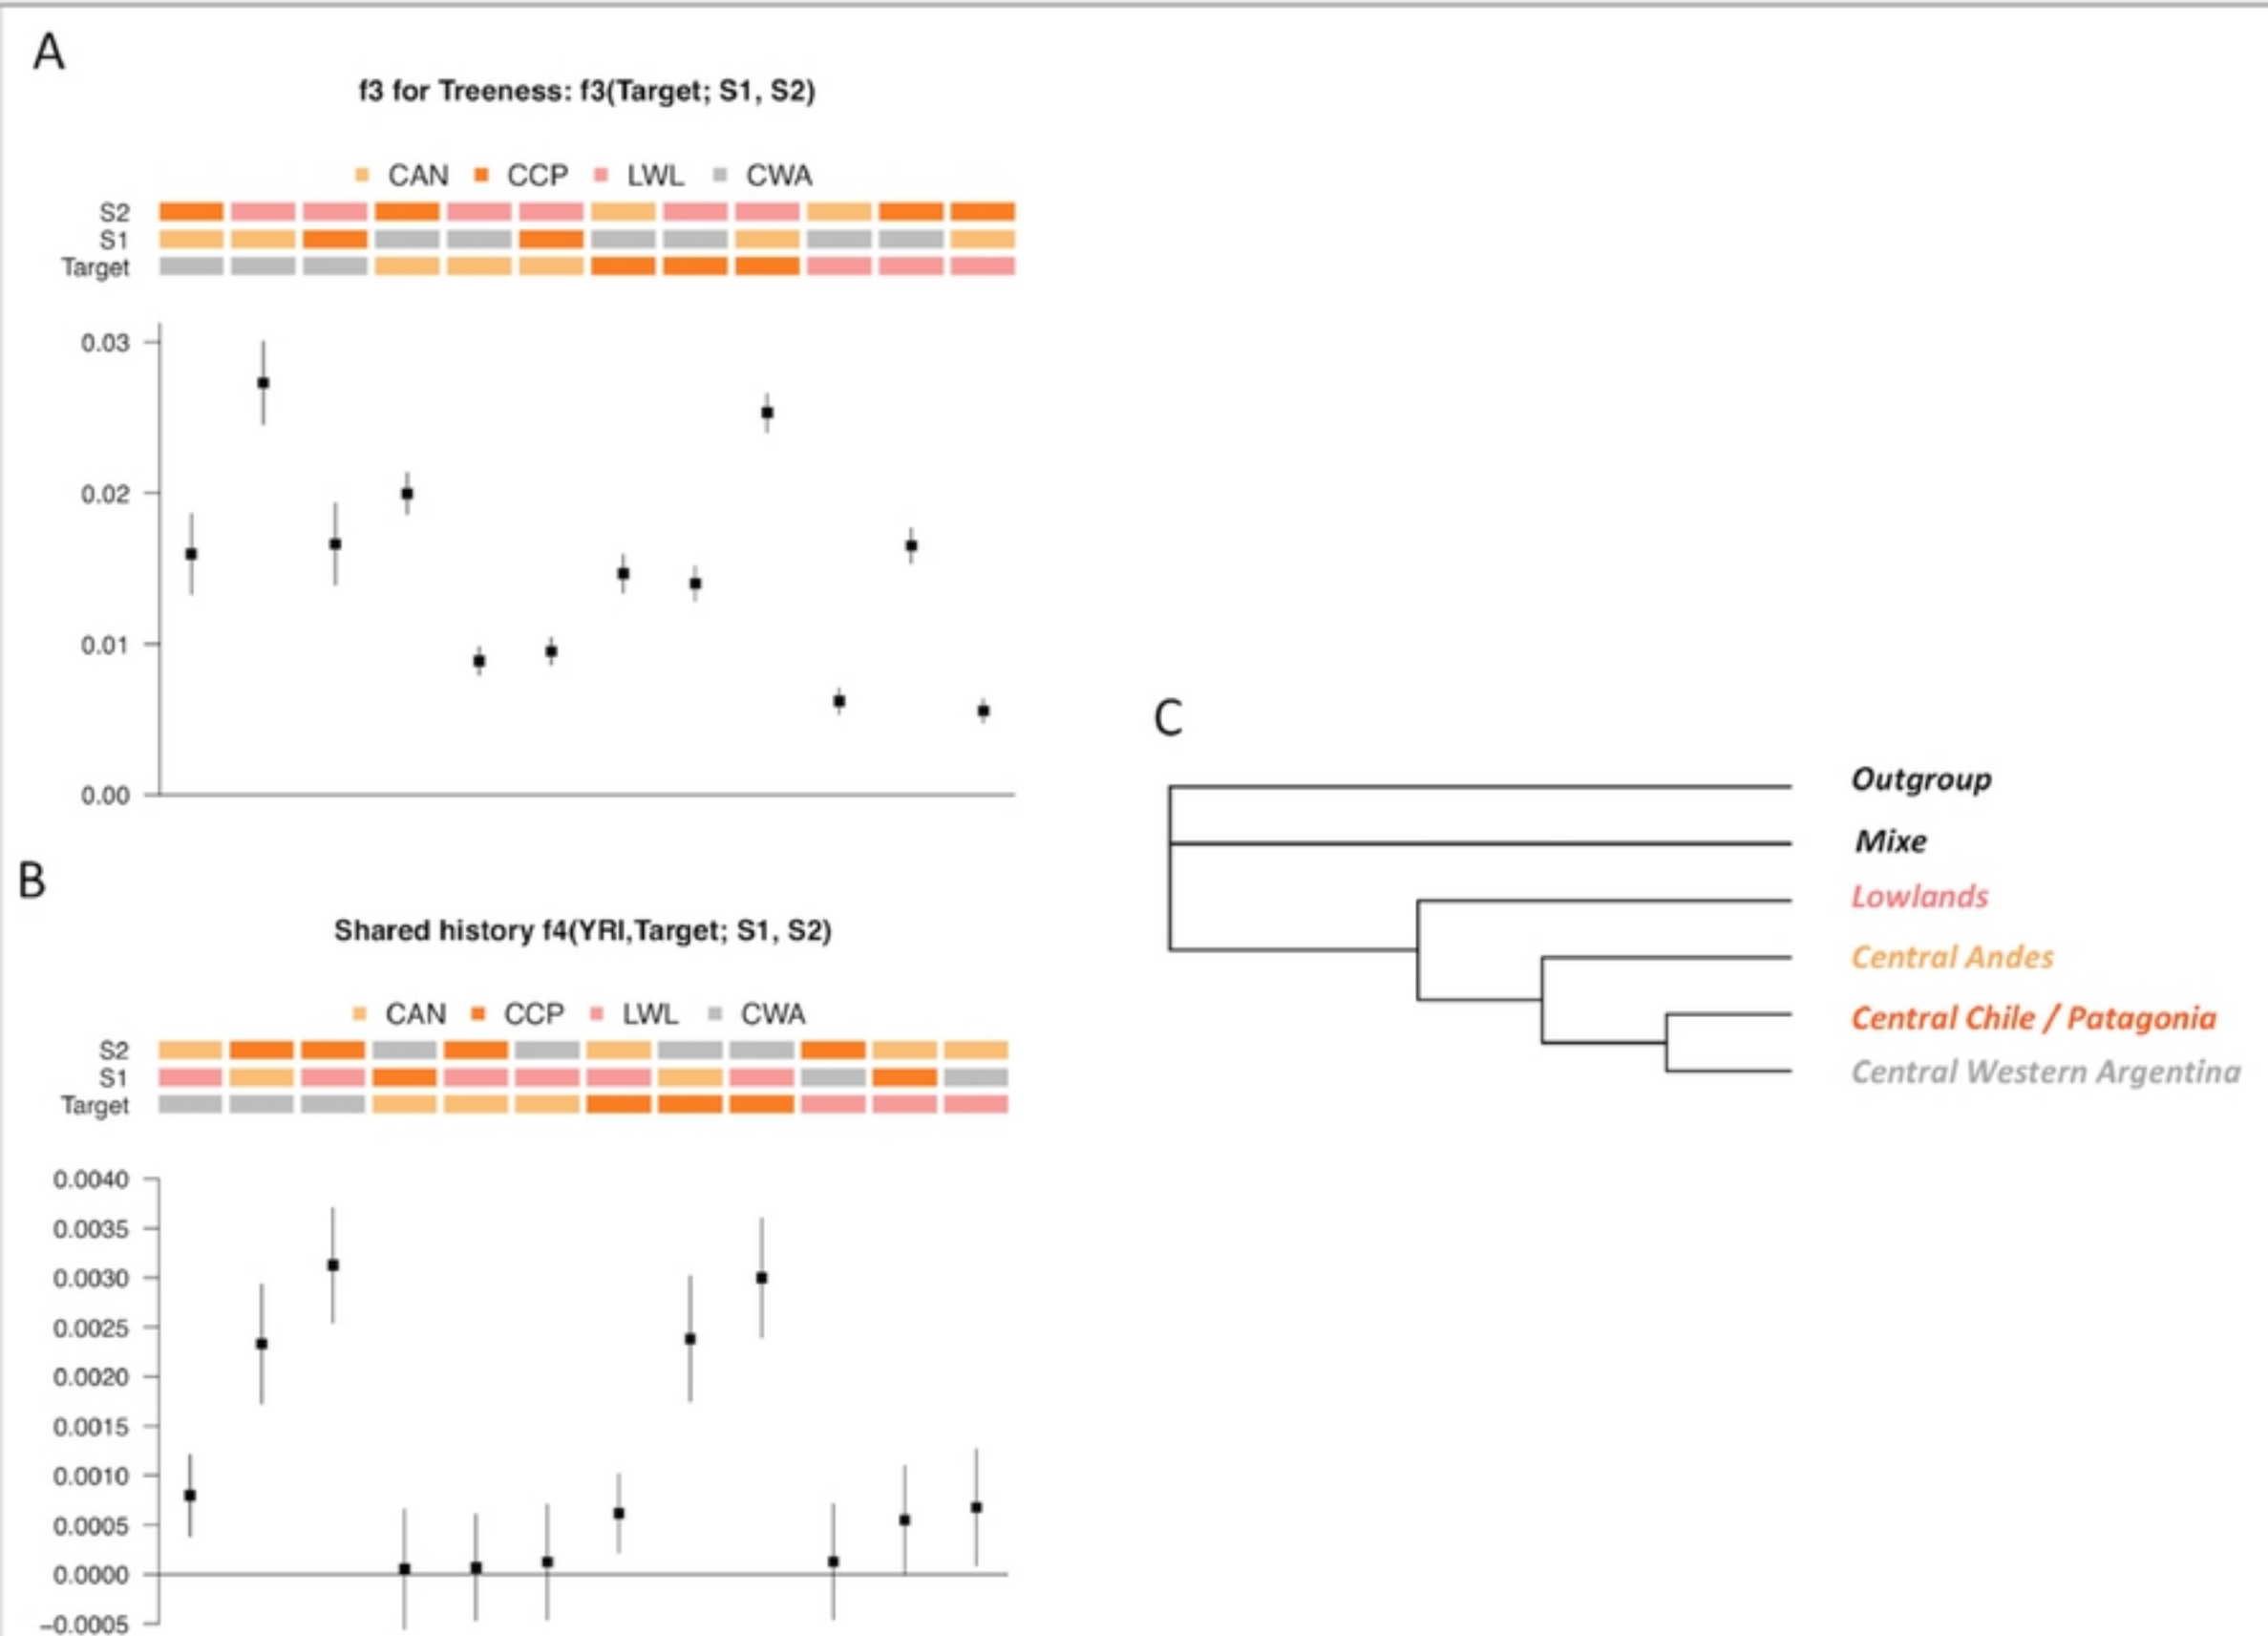 A
f3 for Treeness: f3(Target; S1, S2)
CAN CCP LWL CWA
S2
S1
Target
0.03
0.02
0.01
0.00
B
Shared history f4(YRI,Target; S1, S2)
CAN CCP LWL CWA
S2
S1
Target
0.0040
0.0035
0.0030
0.0025
0.0020
0.0015
0.0010
0.0005
0.0000
−0.0005
C
Outgroup
Mixe
Lowlands
Central Andes
Central Chile / Patagonia
Central Western Argentina